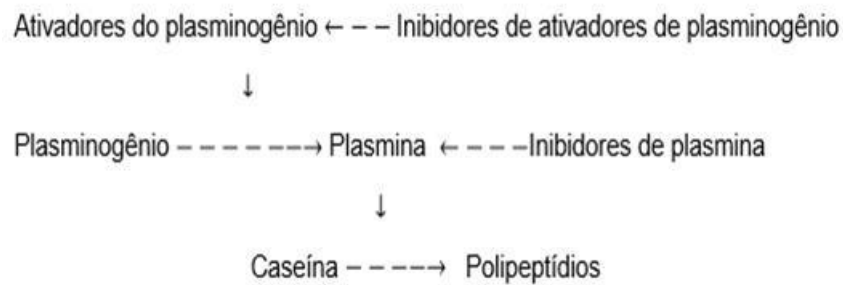 Ativadores do plasminogênio ← – – – Inibidores de ativadores de plasminogênio
↓
Plasminogênio – – – – – – –→ Plasmina ← – – – –Inibidores de plasmina
↓
Caseína – – – – –→ Polipeptídios